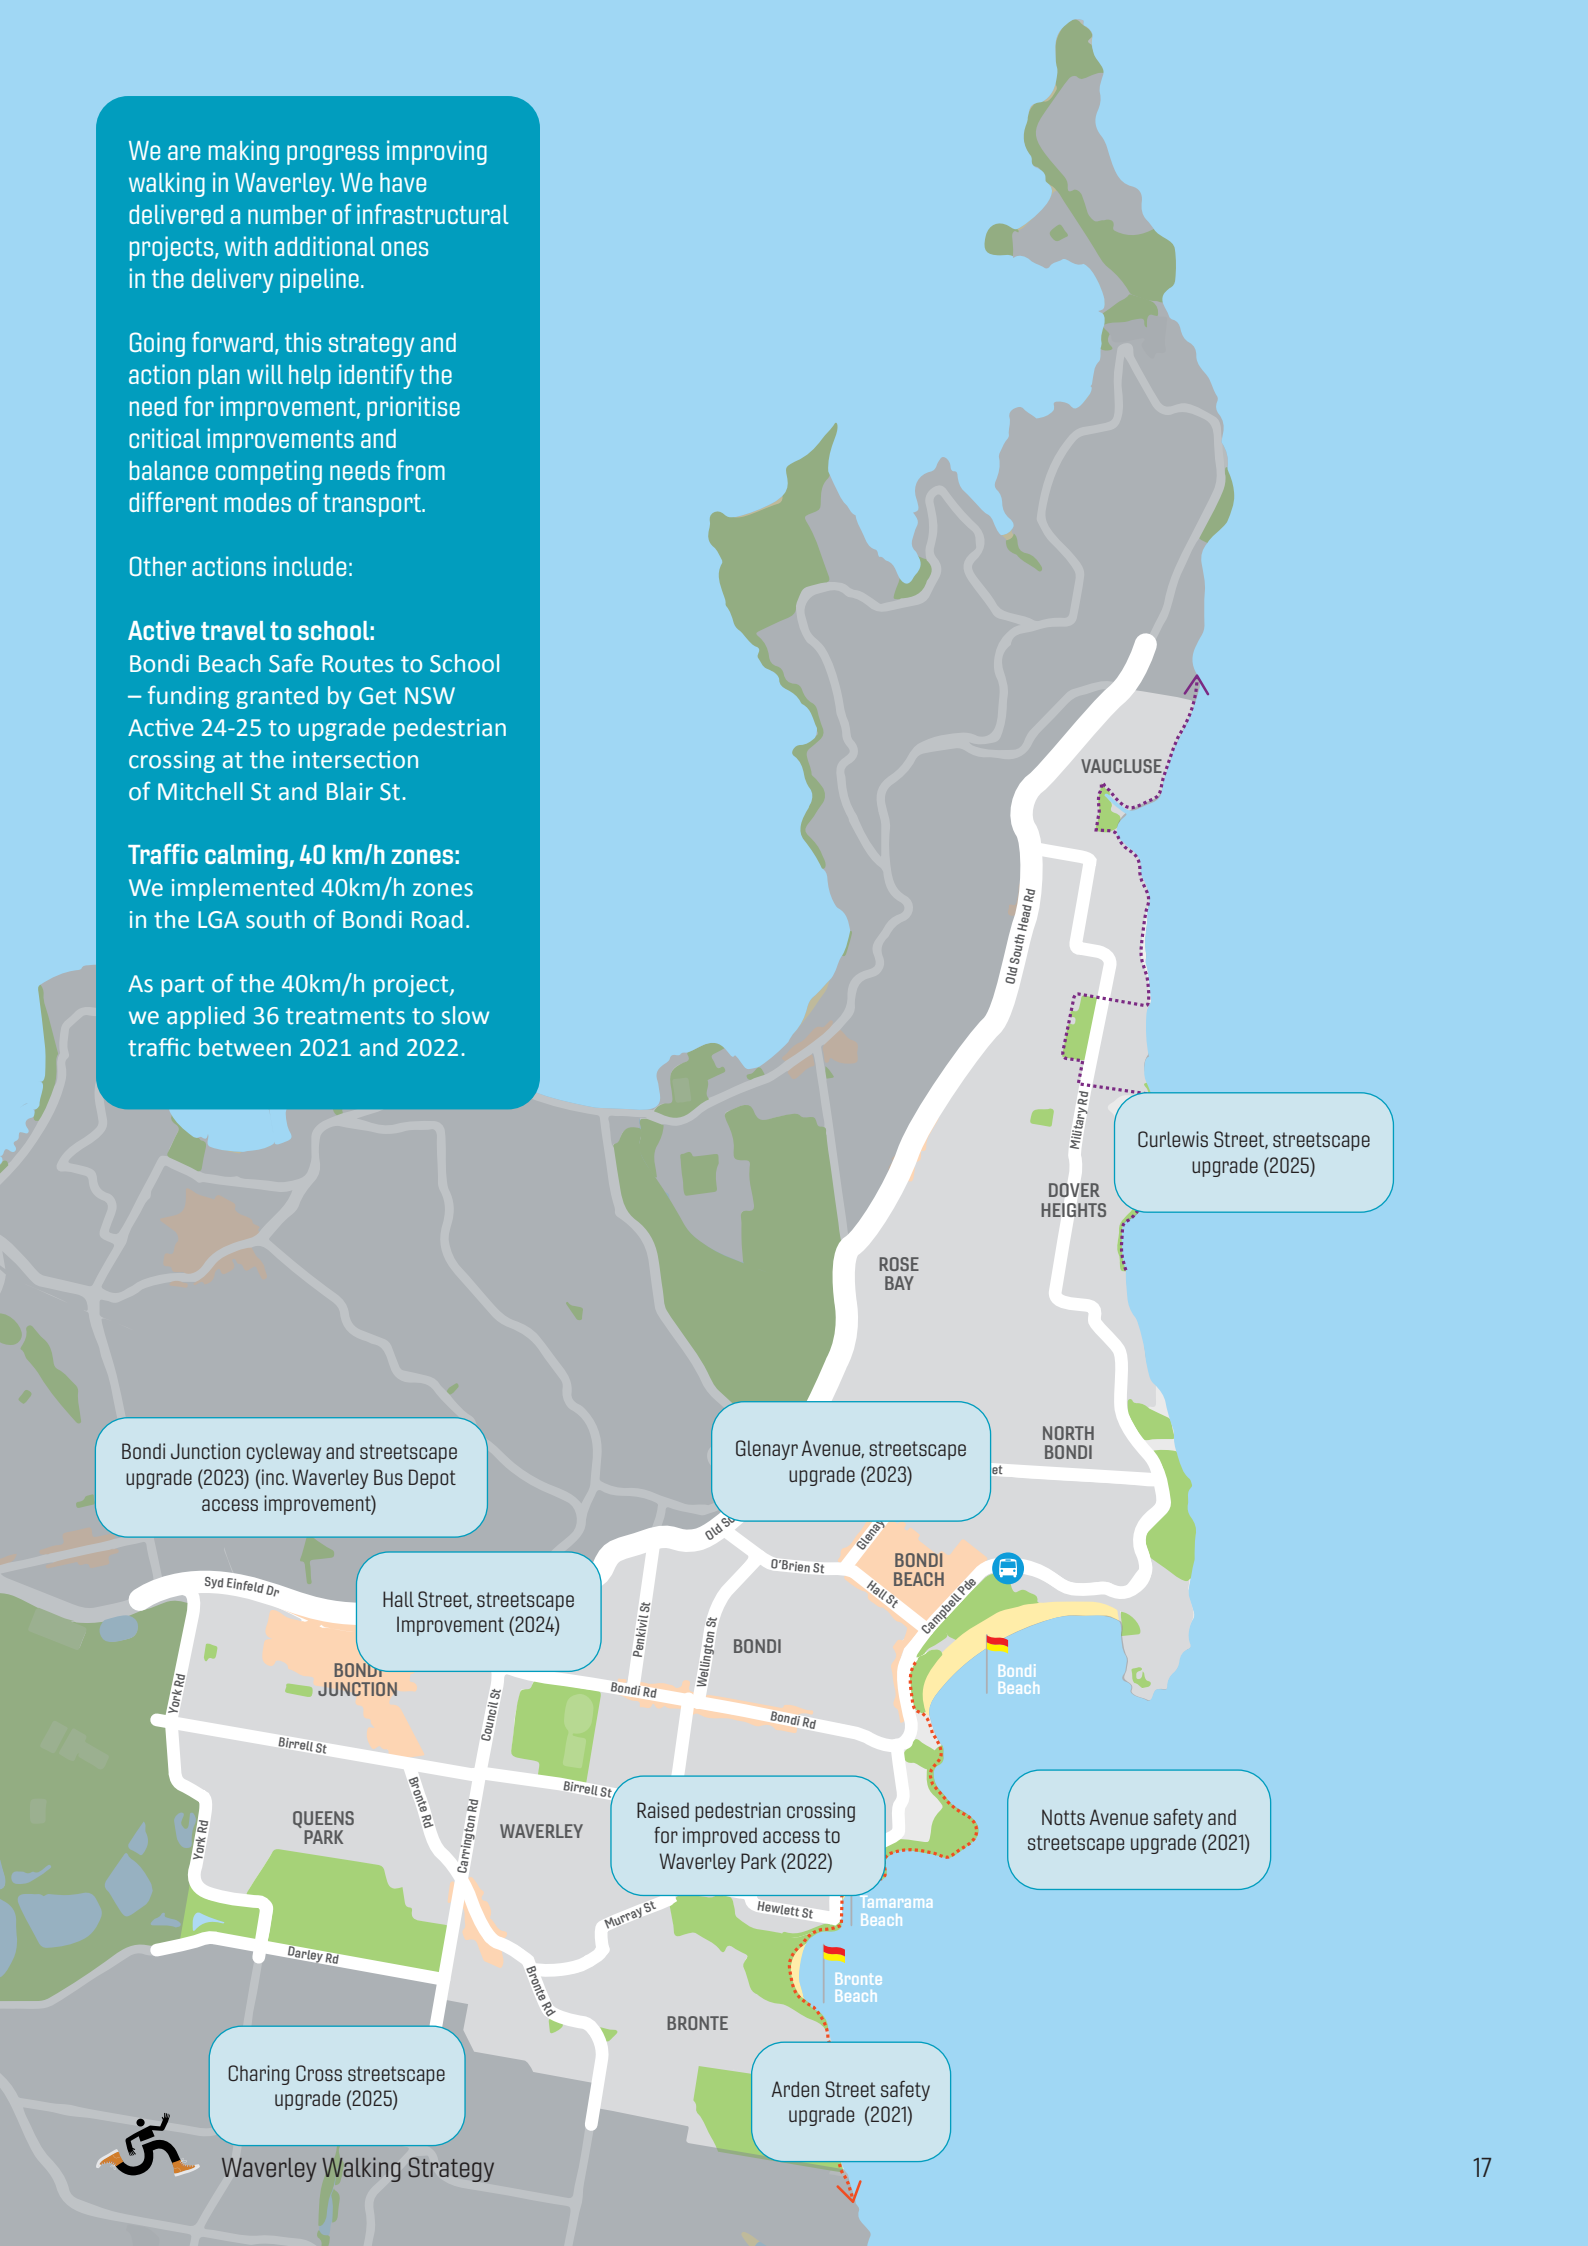 We are making progress improving
walking in Waverley. We have
delivered a number of infrastructural
projects, with additional ones
in the delivery pipeline.
Going forward, this strategy and
action plan will help identify the
need for improvement, prioritise
critical improvements and
balance competing needs from
different modes of transport.
Other actions include:
Active travel to school:
Bondi Beach Safe Routes to School
– funding granted by Get NSW
Active 24-25 to upgrade pedestrian
crossing at the intersection
of Mitchell St and Blair St.
Traffic calming, 40 km/h zones:
We implemented 40km/h zones
in the LGA south of Bondi Road.
As part of the 40km/h project,
we applied 36 treatments to slow
traffic between 2021 and 2022.
VAUCLUSE
Old South Head Rd
Military Rd
Curlewis Street, streetscape
upgrade (2025)
DOVER
HEIGHTS
ROSE
BAY
NORTH
BONDI
Glenayr Avenue, streetscape
upgrade (2023)
et
Bondi Junction cycleway and streetscape
upgrade (2023) (inc. Waverley Bus Depot
access improvement)
Old So
Glenay
O'Brien St
BONDI
BEACH
Hall St
Campbell Pde
Syd Einfeld Dr
Hall Street, streetscape
Improvement (2024)
Penkivil St
Wellington St
BONDI
Bondi
Beach
BONDI
JUNCTION
York Rd
Council St
Bondi Rd
Bondi Rd
Birrell St
Birrell St
Bronte Rd
Carrington Rd
QUEENS
PARK
York Rd
WAVERLEY
Raised pedestrian crossing
for improved access to
Waverley Park (2022)
Notts Avenue safety and
streetscape upgrade (2021)
Tamarama
Beach
Hewlett St
Murray St
Darley Rd
Bronte Rd
Bronte
Beach
BRONTE
Charing Cross streetscape
upgrade (2025)
Arden Street safety
upgrade (2021)
Waverley Walking Strategy
17